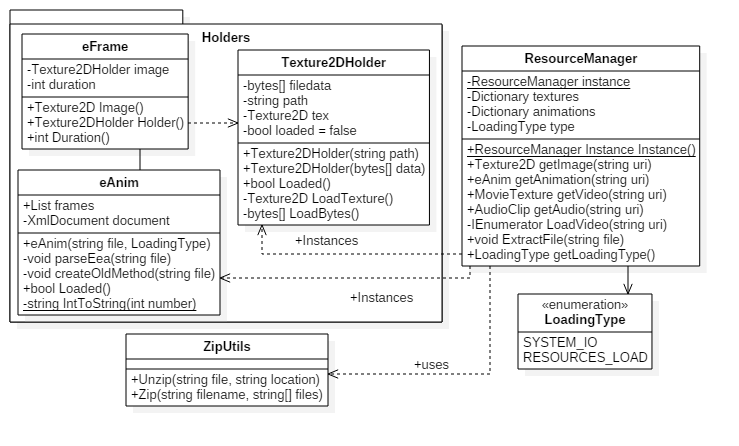 Holders
eFrame
-Texture2DHolder image
-int duration
+Texture2D Image()
+Texture2DHolder Holder()
+int Duration()
Texture2DHolder
-bytes[] filedata
-string path
-Texture2D tex
-bool loaded = false
+Texture2DHolder(string path)
+Texture2DHolder(bytes[] data)
+bool Loaded()
-Texture2D LoadTexture()
-bytes[] LoadBytes()
ResourceManager
-ResourceManager instance
-Dictionary textures
-Dictionary animations
-LoadingType type
+ResourceManager Instance Instance()
+Texture2D getImage(string uri)
+eAnim getAnimation(string uri)
+MovieTexture getVideo(string uri)
+AudioClip getAudio(string uri)
-IEnumerator LoadVideo(string uri)
+void ExtractFile(string file)
+LoadingType getLoadingType()
eAnim
+List frames
-XmlDocument document
+eAnim(string file, LoadingType)
-void parseEea(string file)
-void createOldMethod(string file)
+bool Loaded()
-string IntToString(int number)
+Instances
+Instances
«enumeration»
LoadingType
SYSTEM_IO
RESOURCES_LOAD
ZipUtils
+Unzip(string file, string location)
+Zip(string filename, string[] files)
+uses